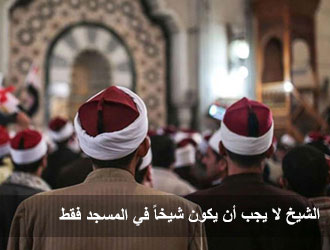 الشيخ لا يجب أن يكون شيخاً في المسجد فقط